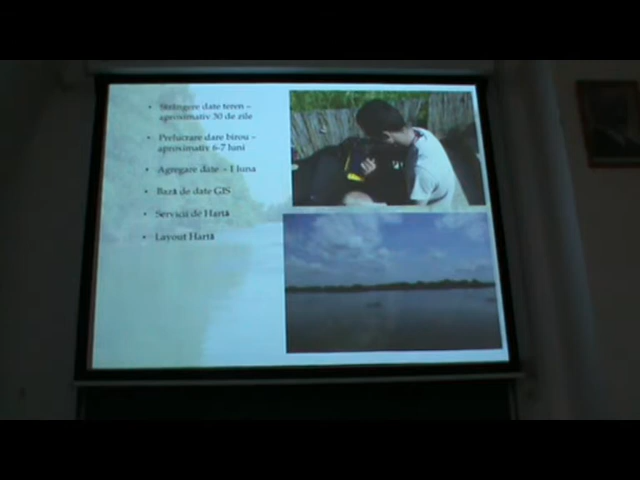 • Strângere date teren –
aproximativ 30 de zile
• Prelucrare date birou –
aproximativ 6-7 luni
• Agregare date – 1 luna
• Bază de date GIS
• Servicii de Hartă
• Layout Hartă